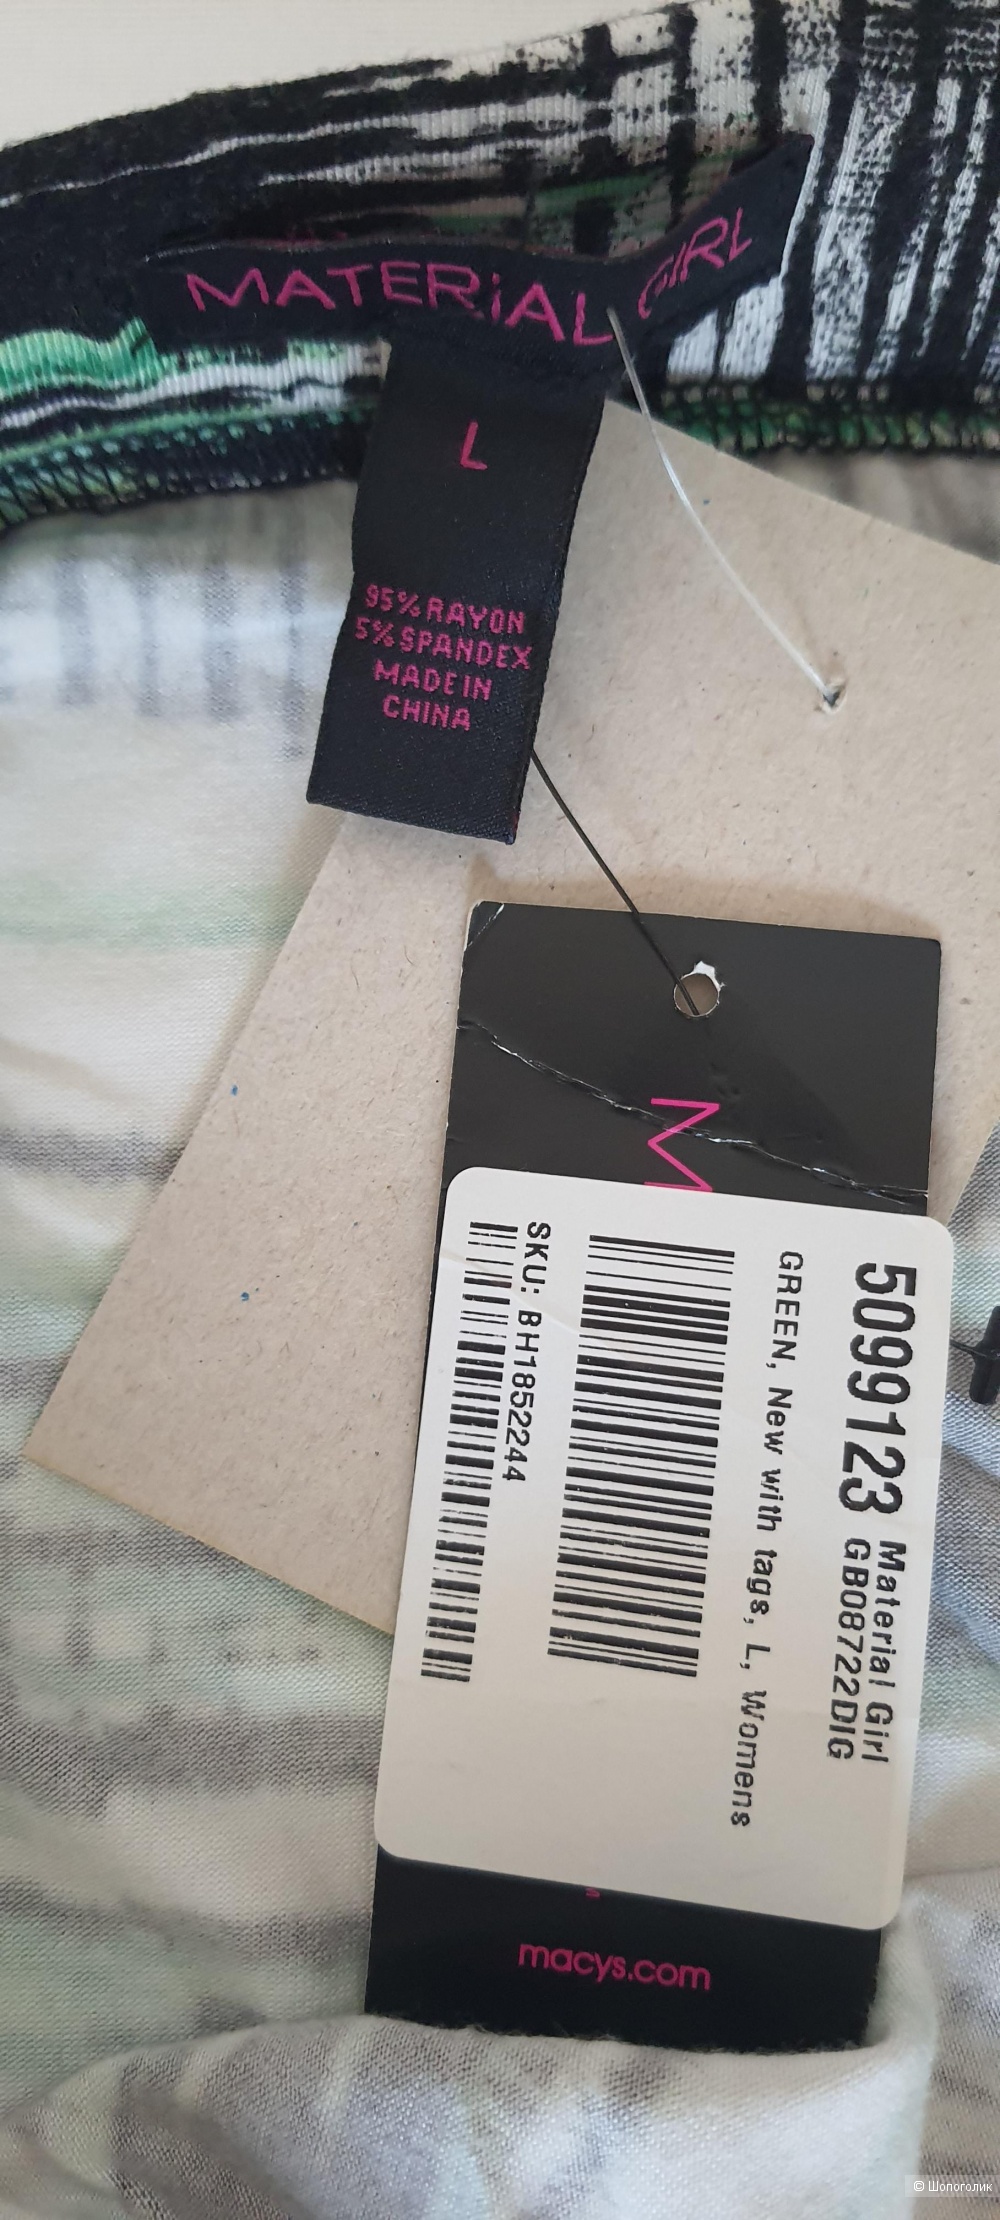 MATERIAL GIRL
L
95% RAYON
5% SPANDEX
MADE IN
CHINA
M
5099123
Material Girl
GB08722DIG
GREEN, New with tags, L, Womens
SKU: BH1852244
macys.com
© Шопоголик